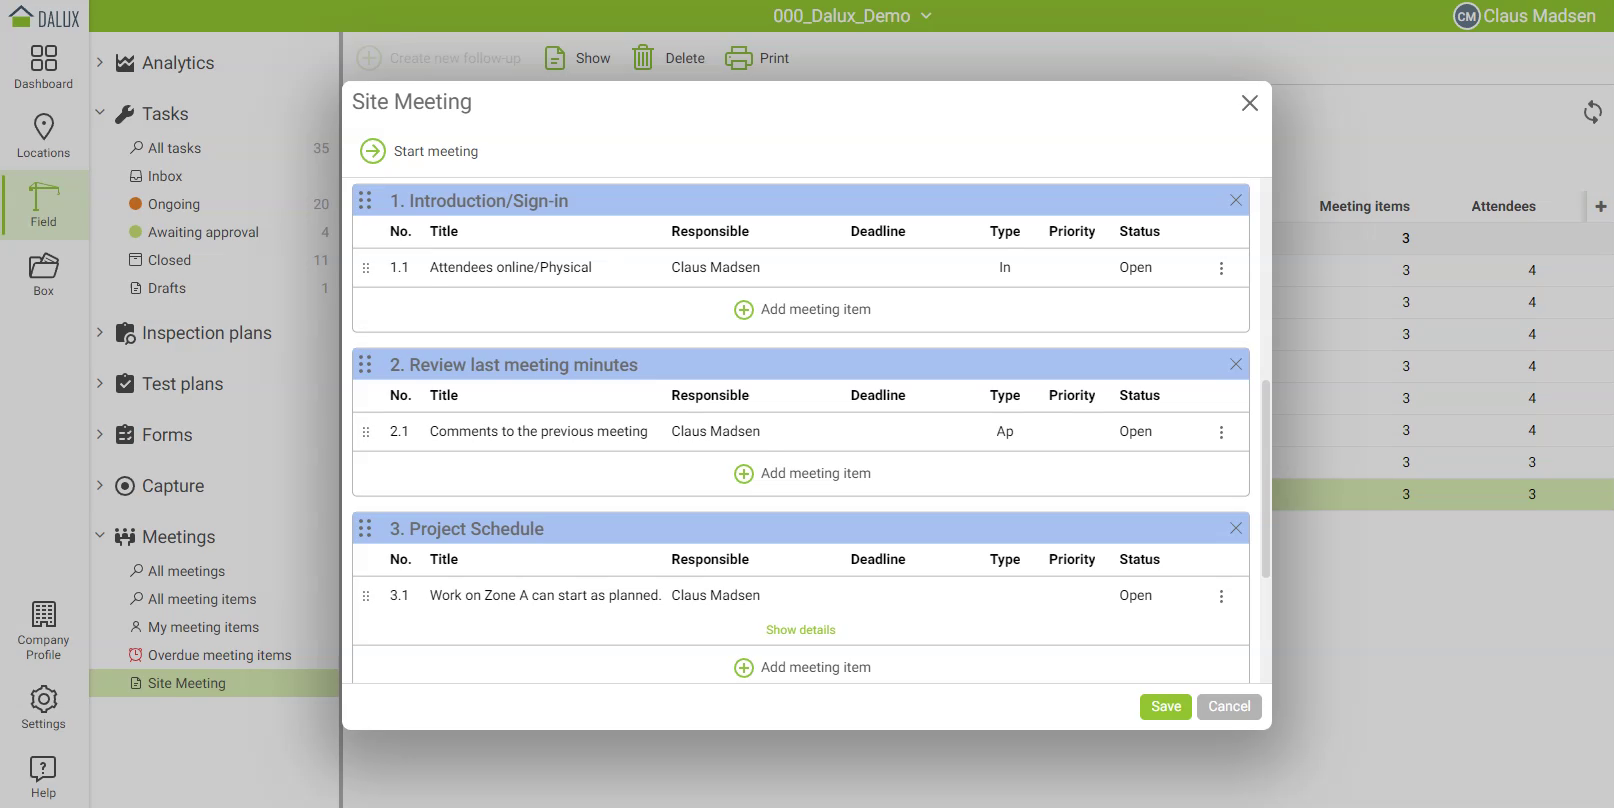 DALUX
000_Dalux_Demo
CM Claus Madsen
Dashboard
Locations
Field
Box
Company
Profile
Settings
Help
Analytics
Tasks
All tasks 35
Inbox
Ongoing 20
Awaiting approval 4
Closed 11
Drafts 1
Inspection plans
Test plans
Forms
Capture
Meetings
All meetings
All meeting items
My meeting items
Overdue meeting items
Site Meeting
Create new follow-up Show Delete Print
Site Meeting
Start meeting
1. Introduction/Sign-in
No. Title Responsible Deadline Type Priority Status
1.1 Attendees online/Physical Claus Madsen In Open
Add meeting item
2. Review last meeting minutes
No. Title Responsible Deadline Type Priority Status
2.1 Comments to the previous meeting Claus Madsen Ap Open
Add meeting item
3. Project Schedule
No. Title Responsible Deadline Type Priority Status
3.1 Work on Zone A can start as planned. Claus Madsen Open
Show details
Add meeting item
Save Cancel
Meeting items Attendees
3
3 4
3 4
3 4
3 4
3 4
3 4
3 3
3 3